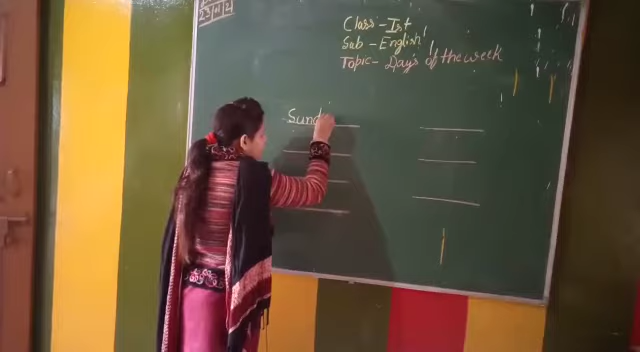 Class - Ist
Sub - English
Topic - Days of the week
Sund